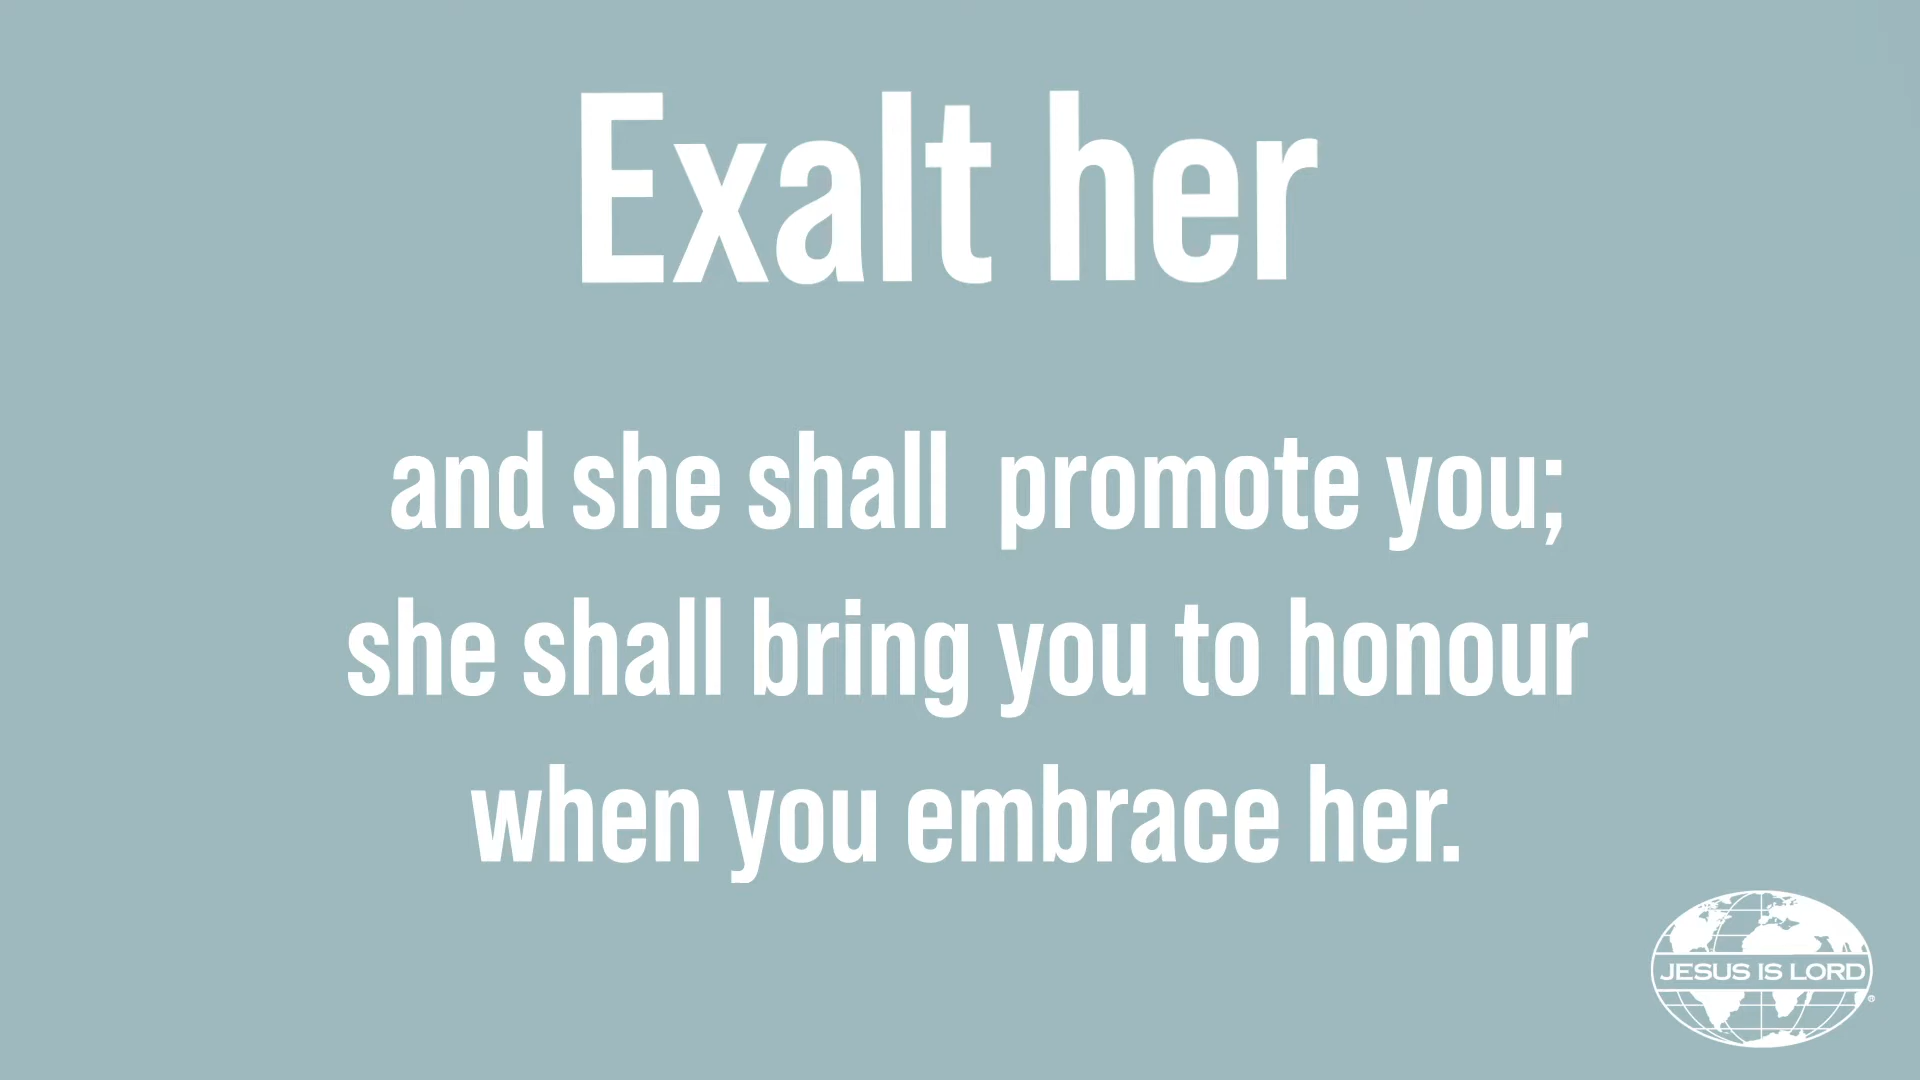 Exalt her
and she shall  promote you;
she shall bring you to honour
when you embrace her.
JESUS IS LORD
®